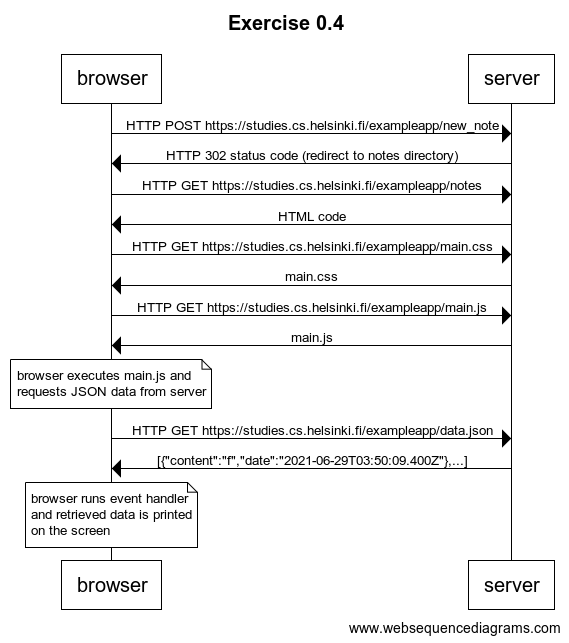 Exercise 0.4
browser
server
HTTP POST https://studies.cs.helsinki.fi/exampleapp/new_note
HTTP 302 status code (redirect to notes directory)
HTTP GET https://studies.cs.helsinki.fi/exampleapp/notes
HTML code
HTTP GET https://studies.cs.helsinki.fi/exampleapp/main.css
main.css
HTTP GET https://studies.cs.helsinki.fi/exampleapp/main.js
main.js
browser executes main.js and
requests JSON data from server
HTTP GET https://studies.cs.helsinki.fi/exampleapp/data.json
[{"content":"f","date":"2021-06-29T03:50:09.400Z"},...]
browser runs event handler
and retrieved data is printed
on the screen
browser
server
www.websequencediagrams.com